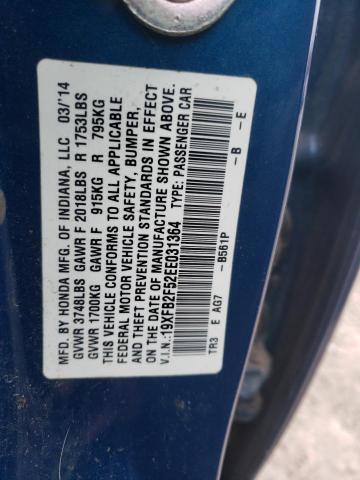 MFD. BY HONDA MFG. OF INDIANA, LLC 03/'14
GVWR 3748LBS GAWR F 2018LBS R 1753LBS
GVWR 1700KG GAWR F 915KG R 795KG
THIS VEHICLE CONFORMS TO ALL APPLICABLE
FEDERAL MOTOR VEHICLE SAFETY, BUMPER,
AND THEFT PREVENTION STANDARDS IN EFFECT
ON THE DATE OF MANUFACTURE SHOWN ABOVE.
V.I.N.:19XFB2F52EE031364 TYPE: PASSENGER CAR
-B561P -B -E
TR3 E AG7